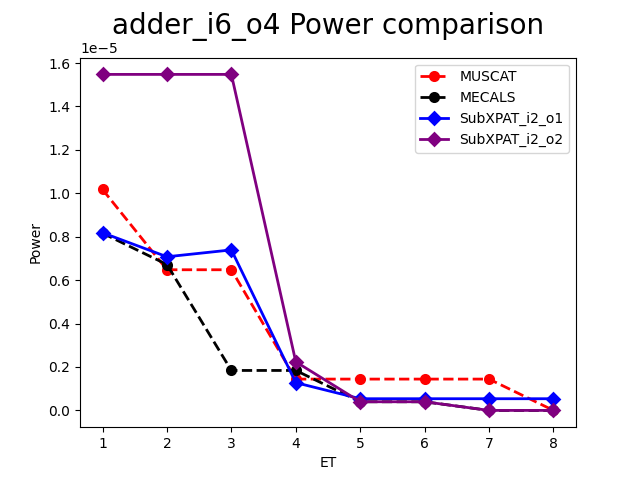 adder_i6_o4 Power comparison
1e−5
1.6
1.4
1.2
1.0
0.8
0.6
0.4
0.2
0.0
Power
MUSCAT
MECALS
SubXPAT_i2_o1
SubXPAT_i2_o2
1 2 3 4 5 6 7 8
ET